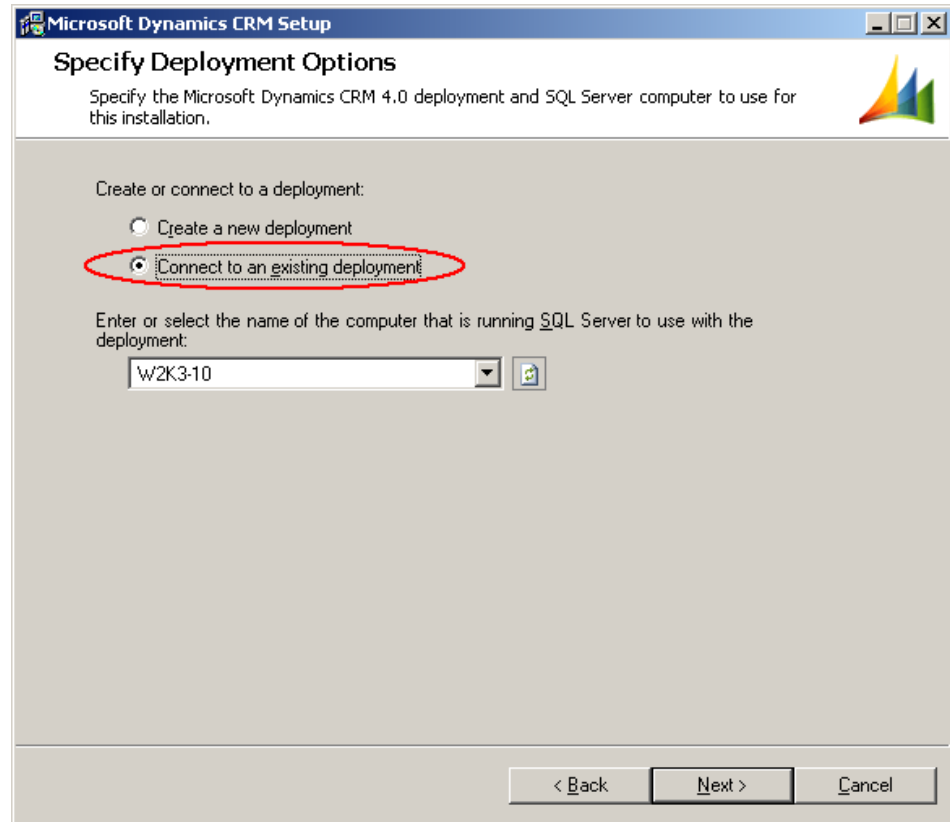 Microsoft Dynamics CRM Setup
Specify Deployment Options
Specify the Microsoft Dynamics CRM 4.0 deployment and SQL Server computer to use for
this installation.
Create or connect to a deployment:
Create a new deployment
Connect to an existing deployment
Enter or select the name of the computer that is running SQL Server to use with the
deployment:
W2K3-10
< Back
Next >
Cancel